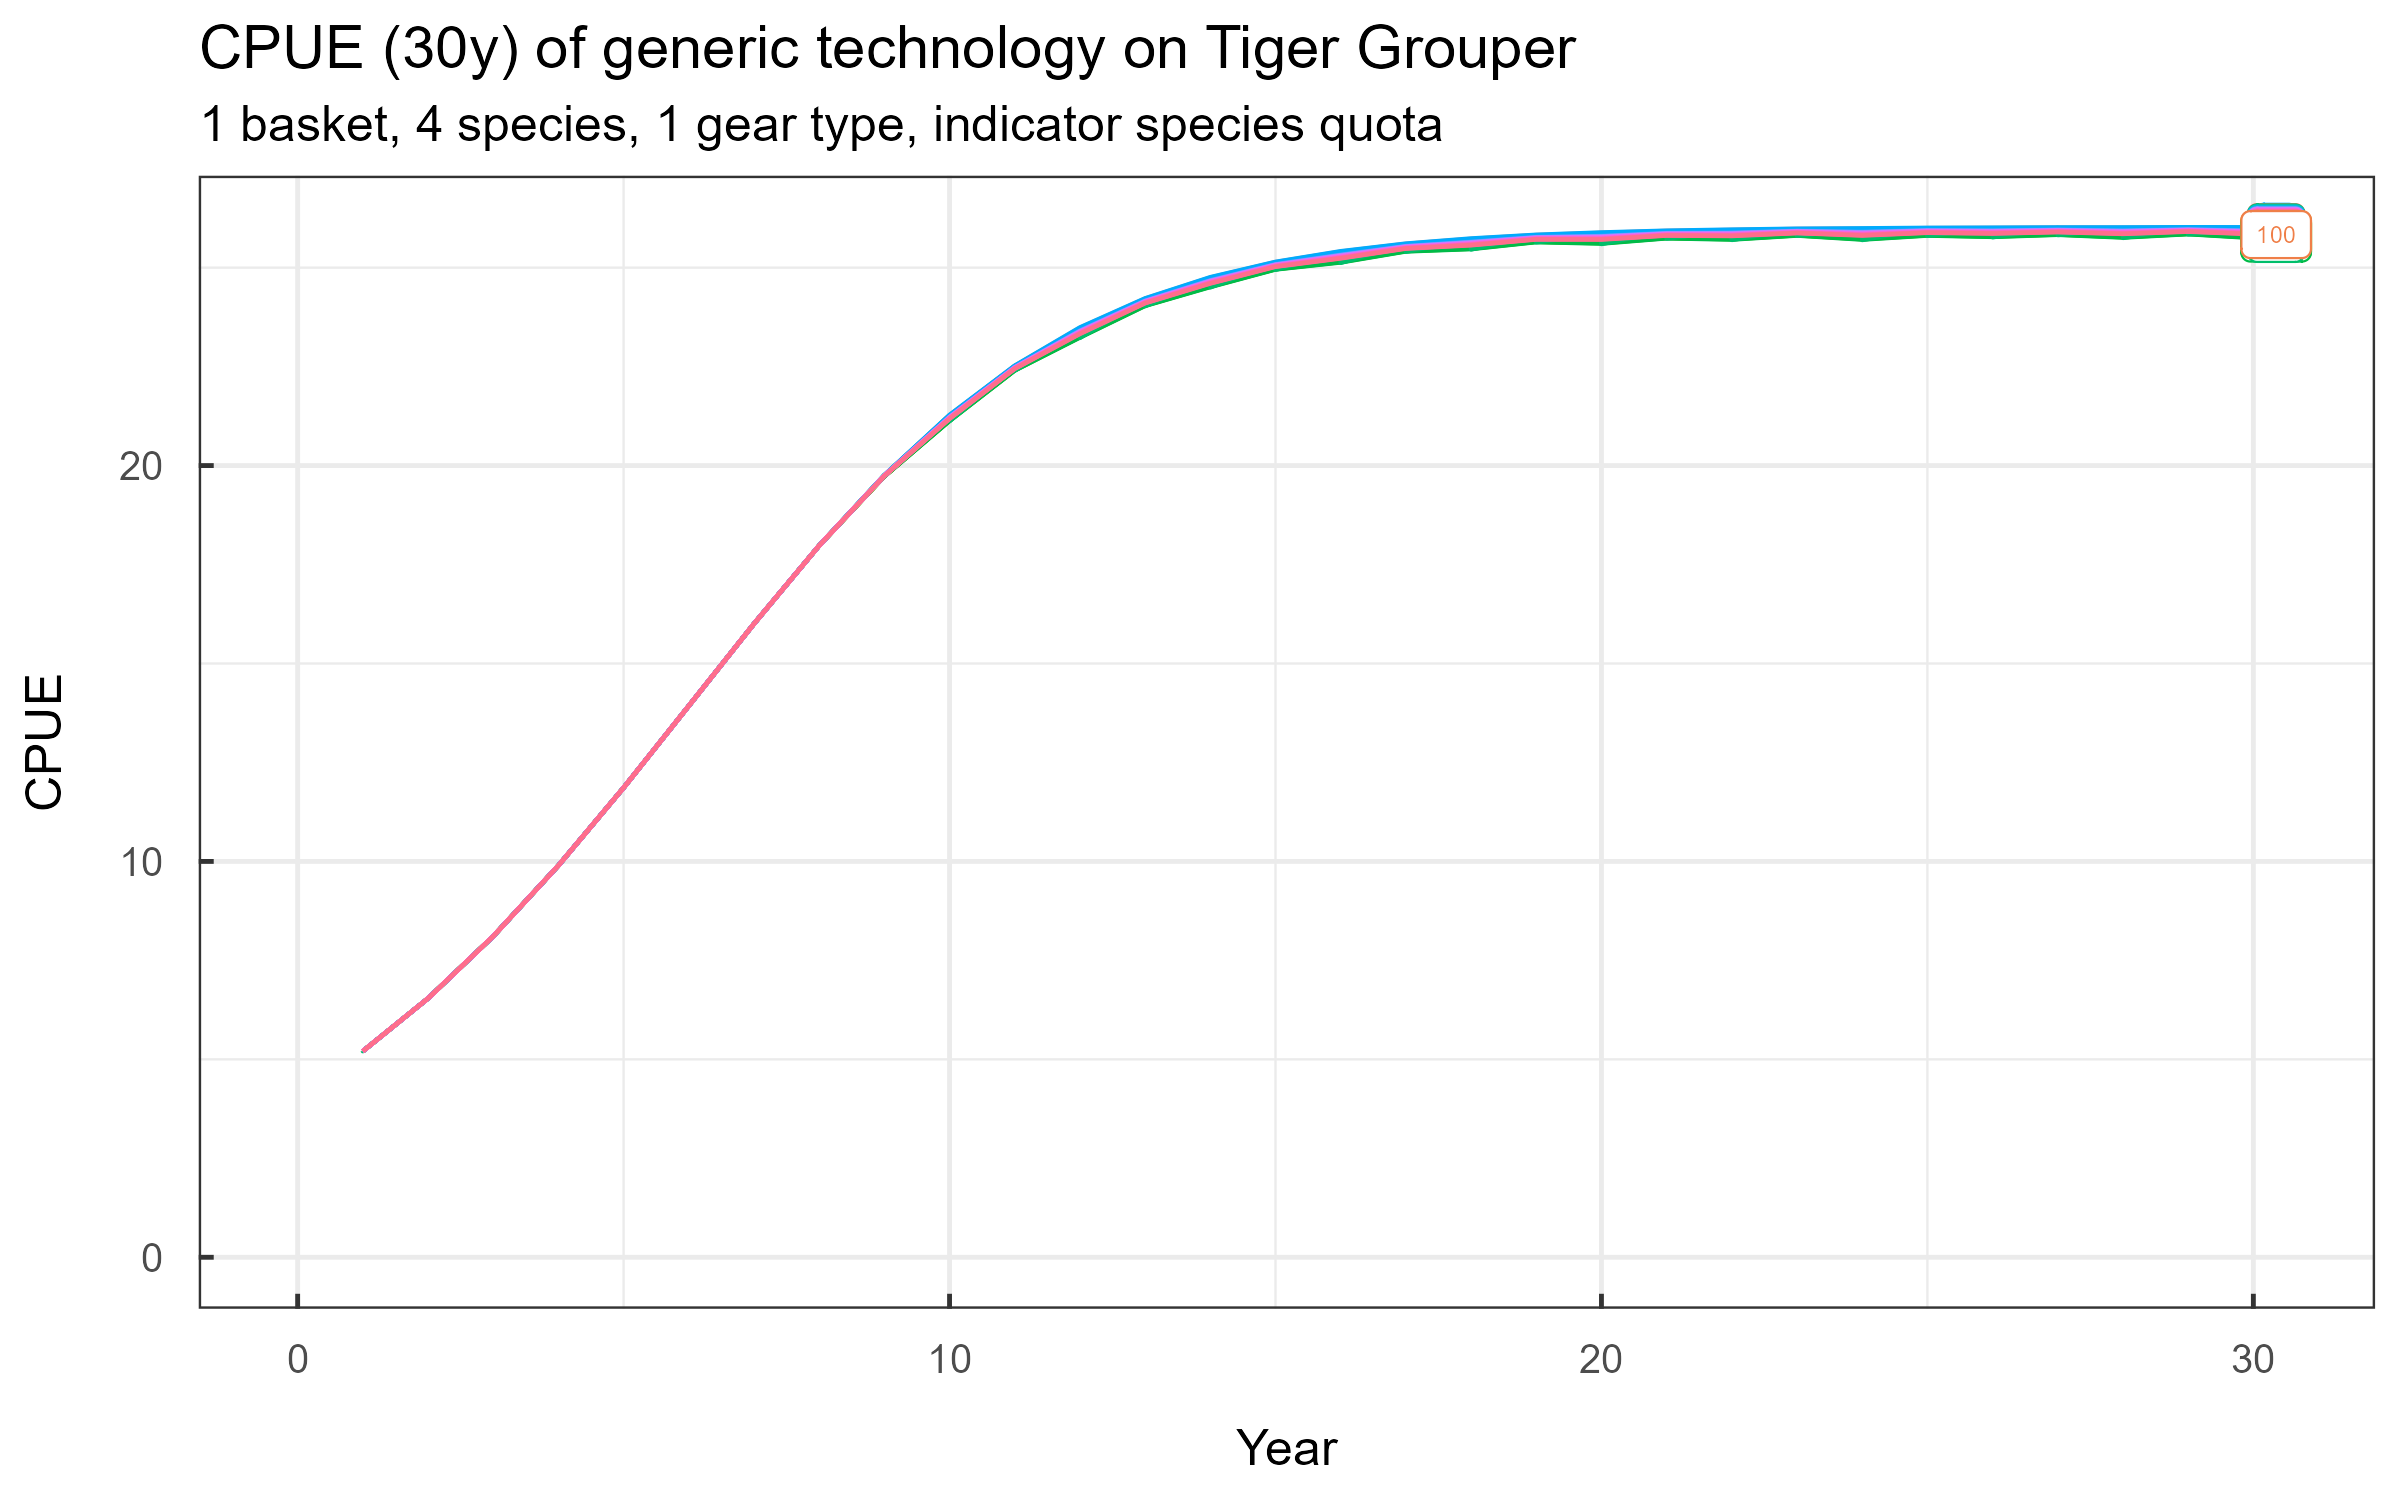 CPUE (30y) of generic technology on Tiger Grouper
1 basket, 4 species, 1 gear type, indicator species quota
100
20
10
0
CPUE
0 10 20 30
Year